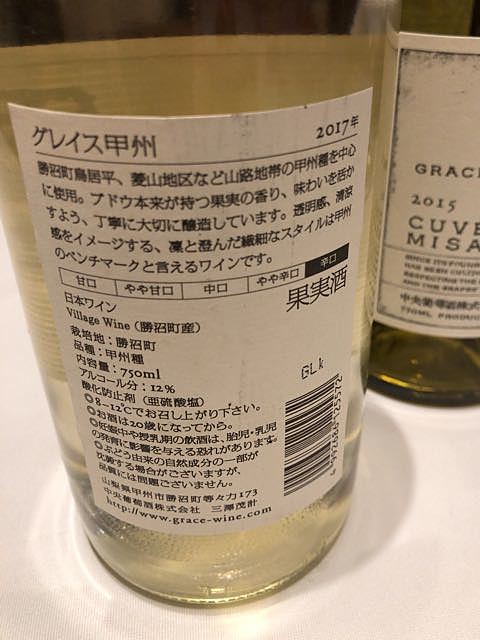 グレイス甲州
2017年
勝沼町鳥居平、菱山地区など山路地帯の甲州種を中心
に使用。ブドウ本来が持つ果実の香り、味わいを活か
すよう、丁寧に大切に醸造しています。透明感、清涼
感をイメージする、凛と澄んだ繊細なスタイルは甲州
のベンチマークと言えるワインです。
甘口 やや甘口 中口 やや辛口 辛口
日本ワイン
果実酒
Village Wine (勝沼町産)
栽培地:勝沼町
品種:甲州種
内容量:750ml
アルコール分:12%
酸化防止剤(亜硫酸塩)
GLk
◎8~12℃でお召し上がり下さい。
◎お酒は20歳になってから。
◎妊娠中や授乳期の飲酒は、胎児・乳児
の発育に影響を与える恐れがあります。
◎ぶどう由来の自然成分の一部が
沈殿する場合がございますが、
品質には問題ございません。
山梨県甲州市勝沼町等々力173
中央葡萄酒株式会社 三澤茂計
http://www.grace-wine.com
GRACE
2015
CUVE
MISA
中央葡萄酒株式
750ML PRODUC